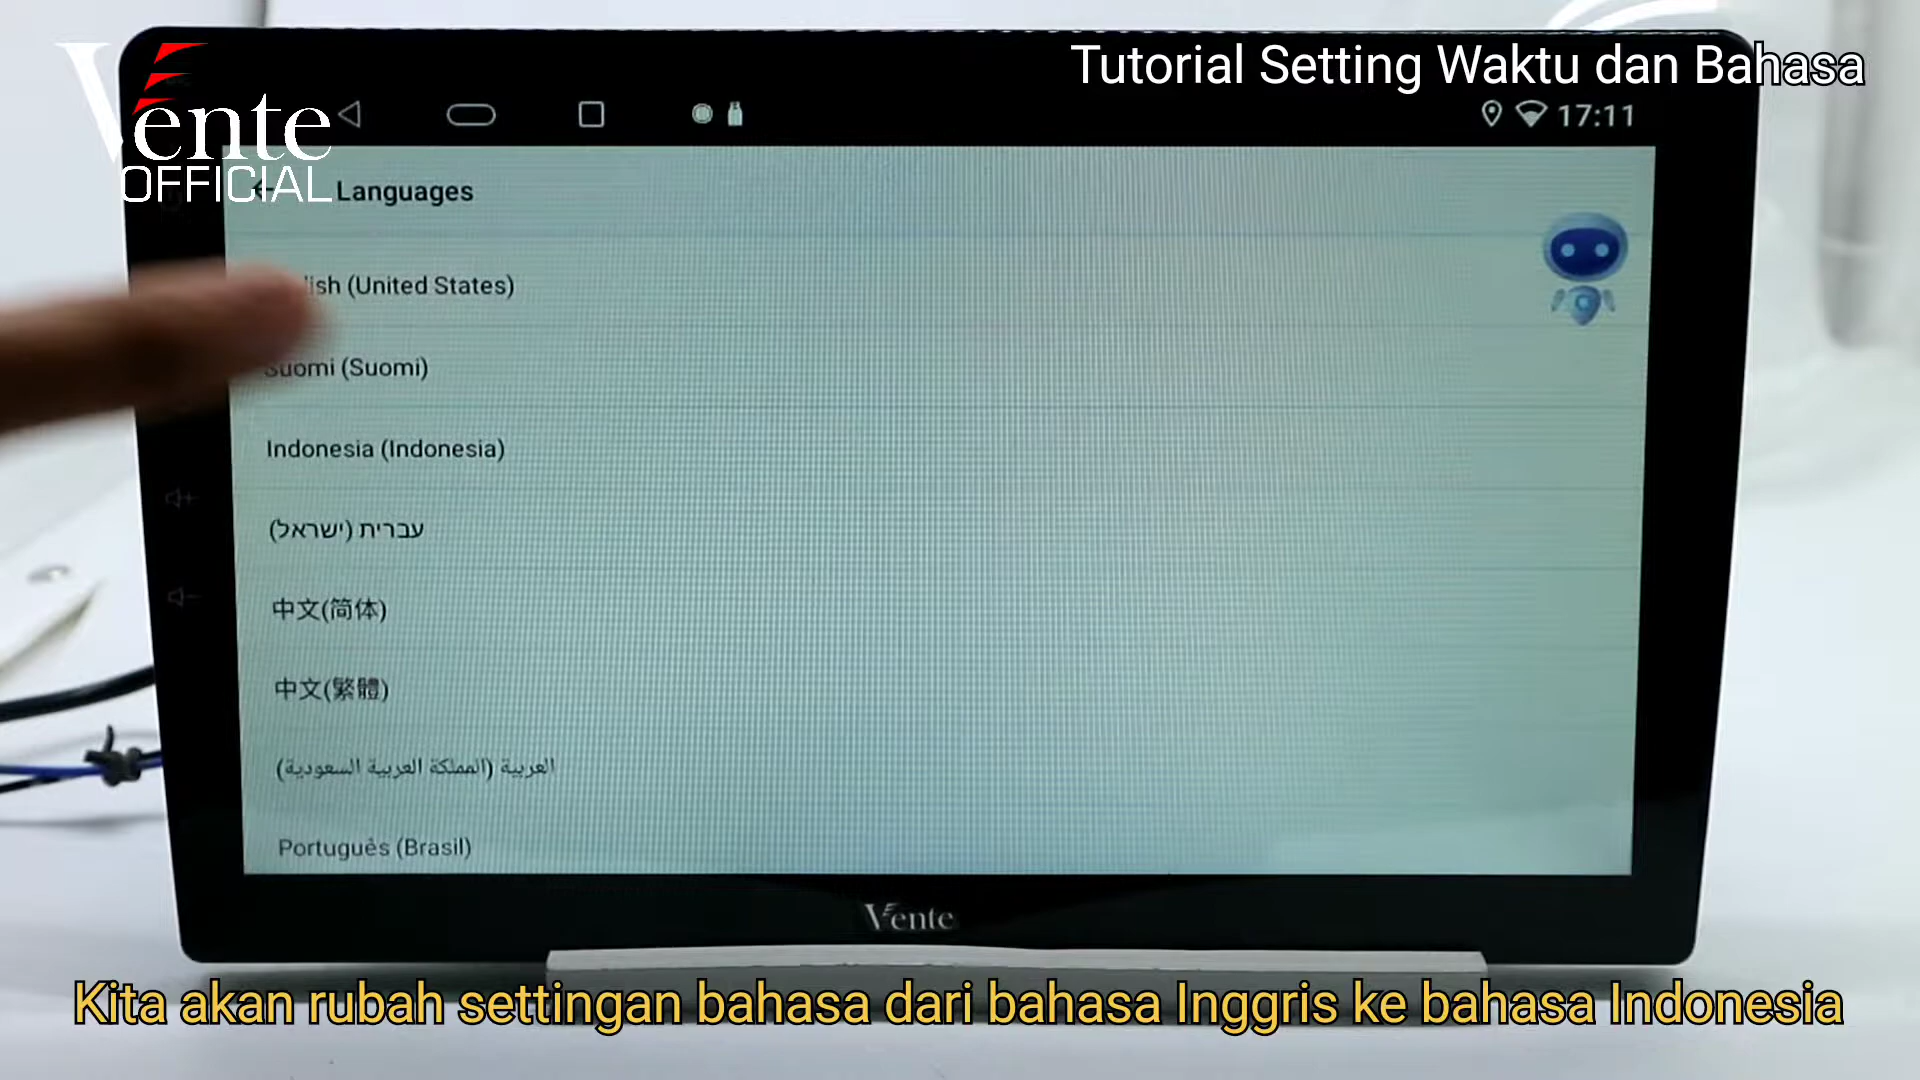 Vente
OFFICIAL
Tutorial Setting Waktu dan Bahasa
17:11
Languages
(United States)
Suomi (Suomi)
Indonesia (Indonesia)
עברית (ישראל)
中文(简体)
中文(繁體)
العربية (المملكة العربية السعودية)
Português (Brasil)
Vente
Kita akan rubah settingan bahasa dari bahasa Inggris ke bahasa Indonesia